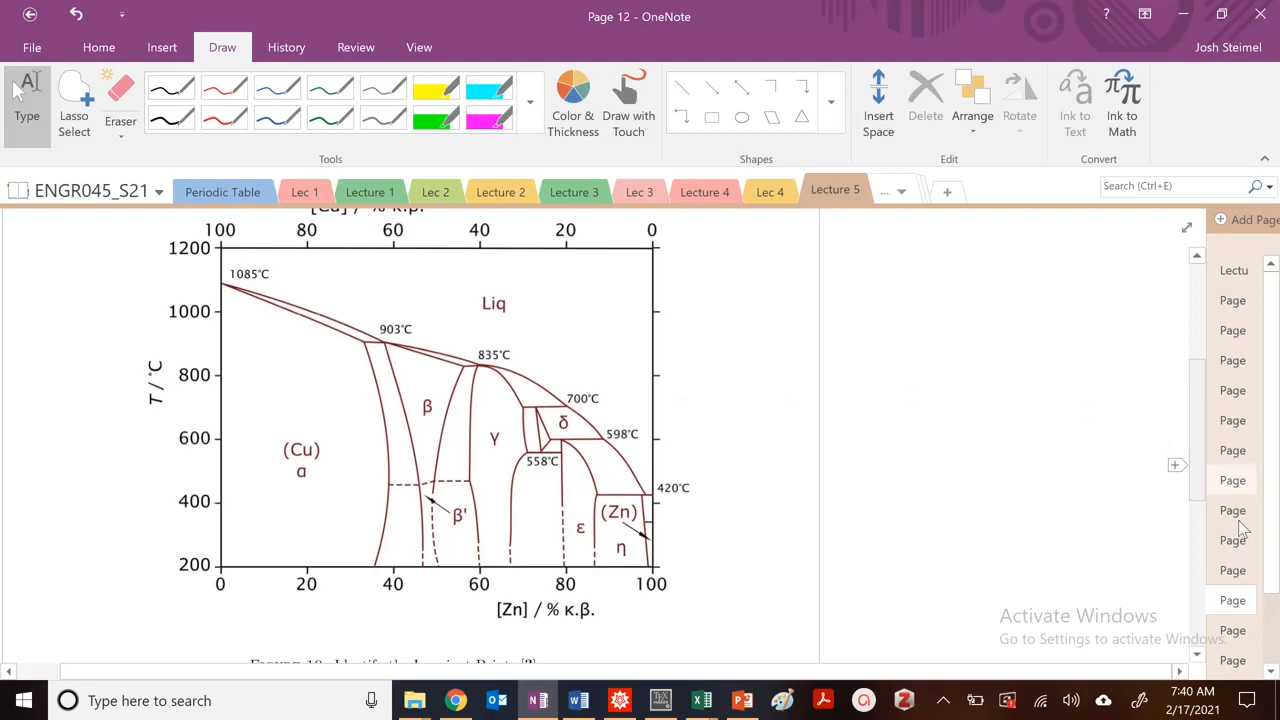 Page 12 - OneNote
?
File
Home
Insert
Draw
History
Review
View
Josh Steimel
Type
Lasso Select
Eraser
Color & Thickness
Draw with Touch
Insert Space
Delete
Arrange
Rotate
Ink to Text
Ink to Math
Tools
Shapes
Edit
Convert
ENGR045_S21
Periodic Table
Lec 1
Lecture 1
Lec 2
Lecture 2
Lecture 3
Lec 3
Lecture 4
Lec 4
Lecture 5
...
Search (Ctrl+E)
Add Page
[Cu] / % κ.β.
100 80 60 40 20 0
1200
1000
800
600
400
200
T / °C
1085°C
903°C
835°C
700°C
598°C
558°C
420°C
Liq
β
γ
δ
(Cu)
α
β'
ε
(Zn)
η
0 20 40 60 80 100
[Zn] / % κ.β.
Lectu
Page
Page
Page
Page
Page
Page
Page
Page
Page
Page
Page
Page
Page
Activate Windows
Go to Settings to activate Windows.
Type here to search
7:40 AM
2/17/2021